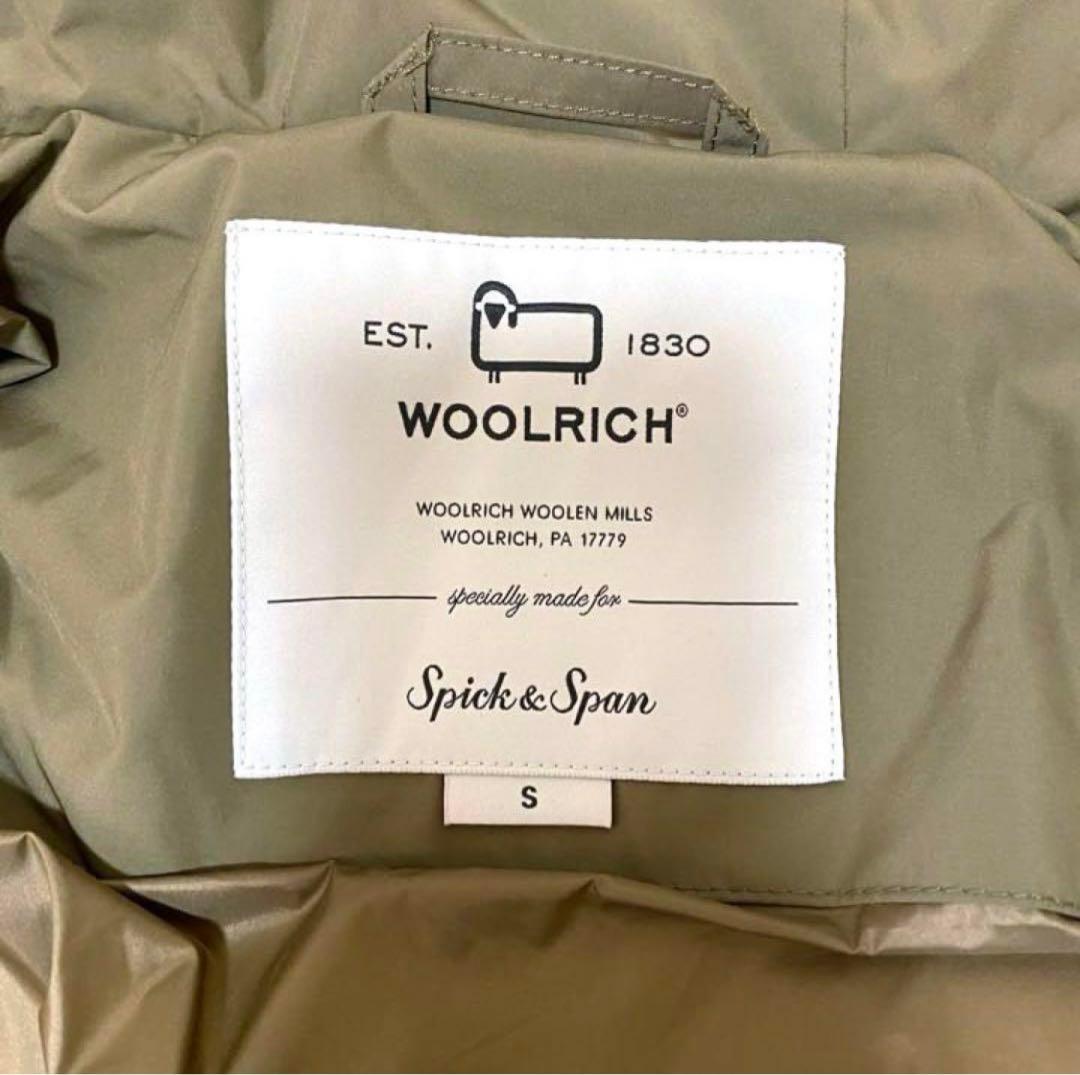 EST. 1830
WOOLRICH®
WOOLRICH WOOLEN MILLS
WOOLRICH, PA 17779
specially made for
Spick & Span
S